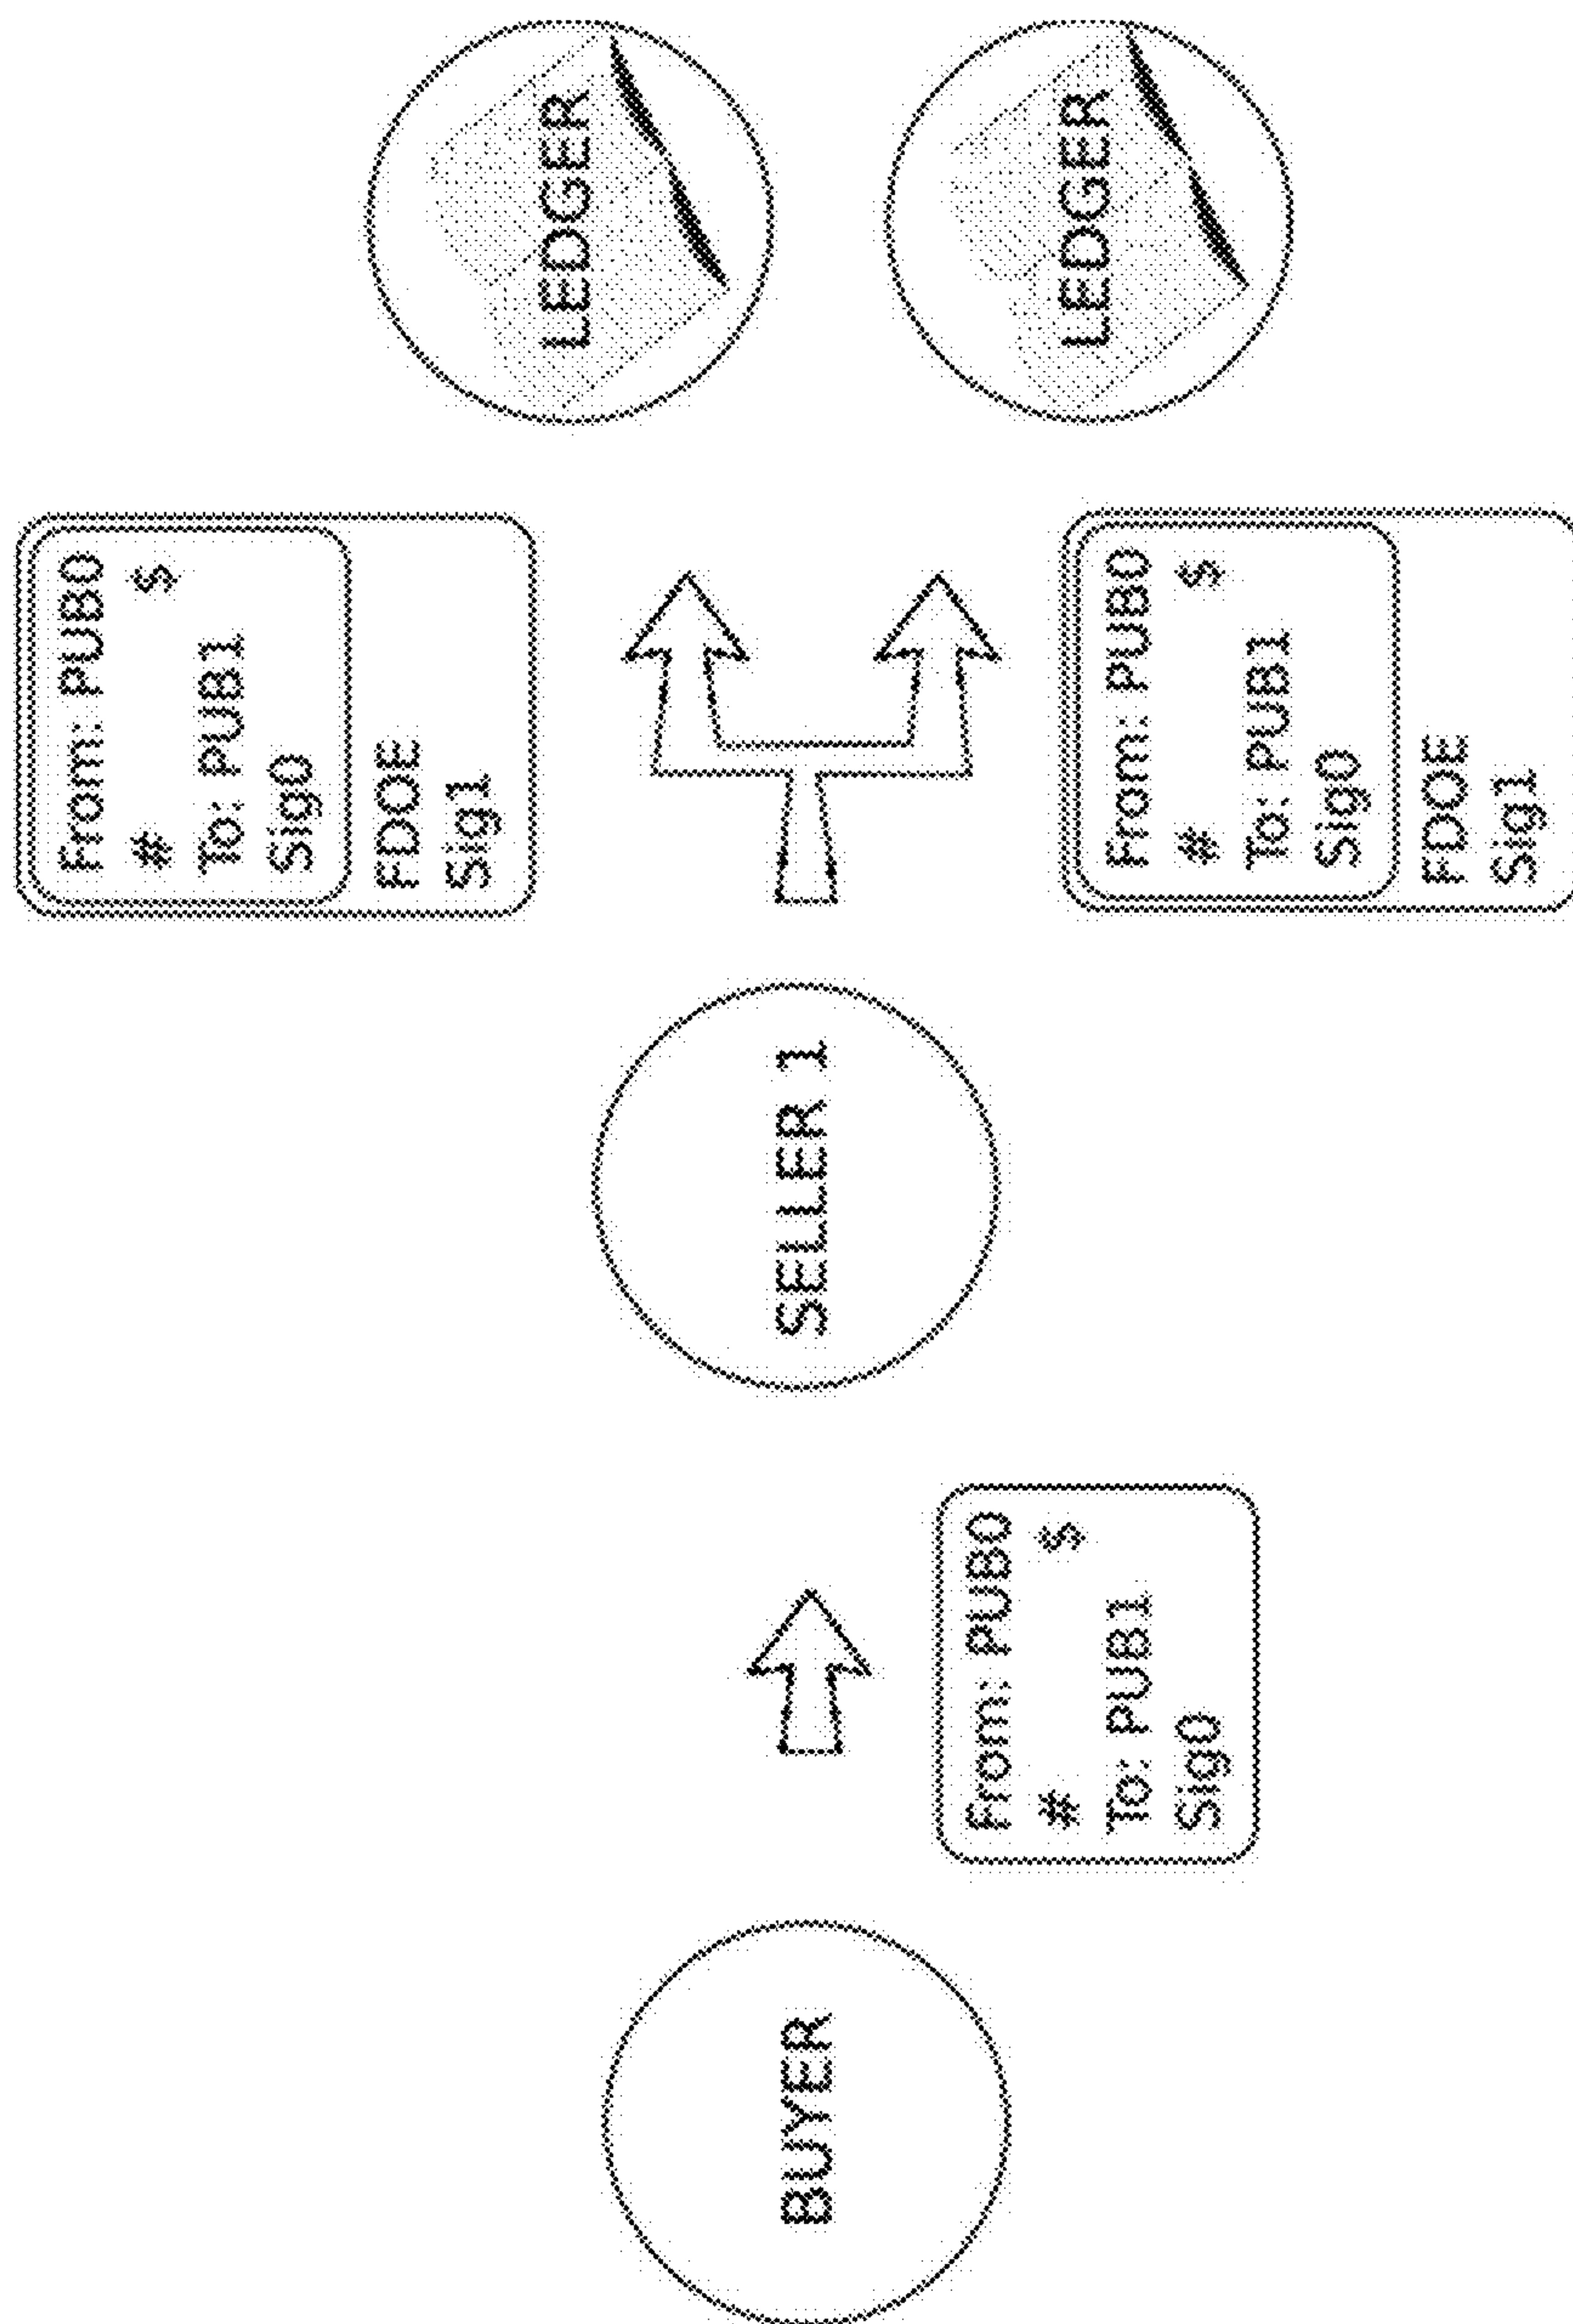 BUYER
From: PUB0
# $
To: PUB1
Sig0
SELLER 1
From: PUB0
# $
To: PUB1
Sig0
FDOE
Sig1
From: PUB0
# $
To: PUB1
Sig0
FDOE
Sig1
LEDGER
LEDGER